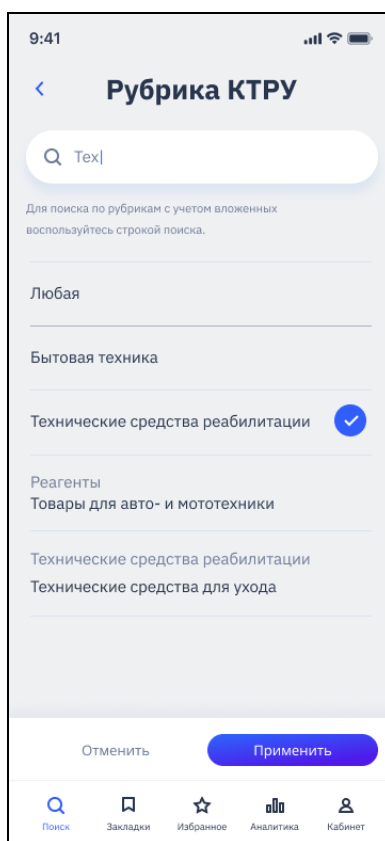 9:41
Рубрика КТРУ
Тех
Для поиска по рубрикам с учетом вложенных
воспользуйтесь строкой поиска.
Любая
Бытовая техника
Технические средства реабилитации
Реагенты
Товары для авто- и мототехники
Технические средства реабилитации
Технические средства для ухода
Отменить Применить
Поиск Закладки Избранное Аналитика Кабинет